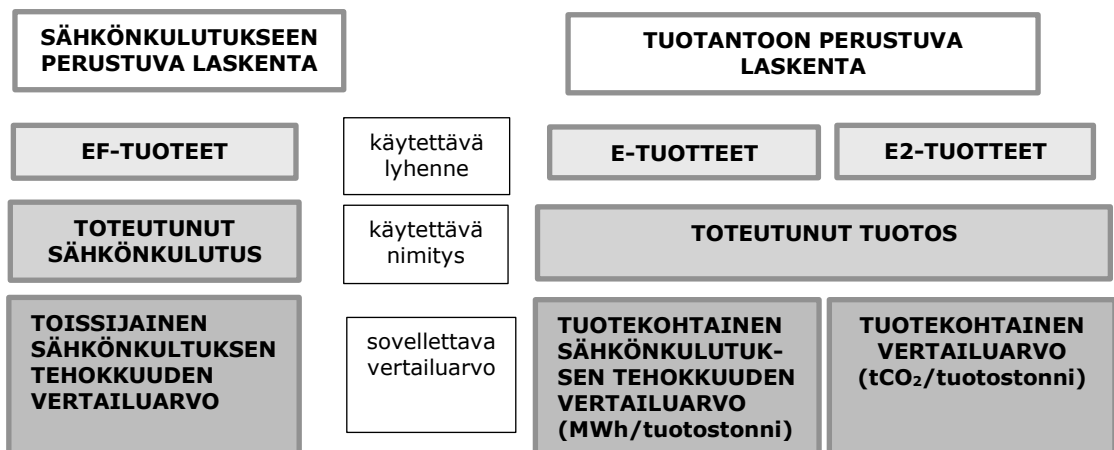 SÄHKÖNKULUTUKSEEN
PERUSTUVA LASKENTA
TUOTANTOON PERUSTUVA
LASKENTA
EF-TUOTEET
käytettävä
lyhenne
E-TUOTTEET
E2-TUOTTEET
TOTEUTUNUT
SÄHKÖNKULUTUS
käytettävä
nimitys
TOTEUTUNUT TUOTOS
TOISSIJAINEN
SÄHKÖNKULTUKSEN
TEHOKKUUDEN
VERTAILUARVO
sovellettava
vertailuarvo
TUOTEKOHTAINEN
SÄHKÖNKULUTUK-
SEN TEHOKKUUDEN
VERTAILUARVO
(MWh/tuotostonni)
TUOTEKOHTAINEN
VERTAILUARVO
(tCO₂/tuotostonni)